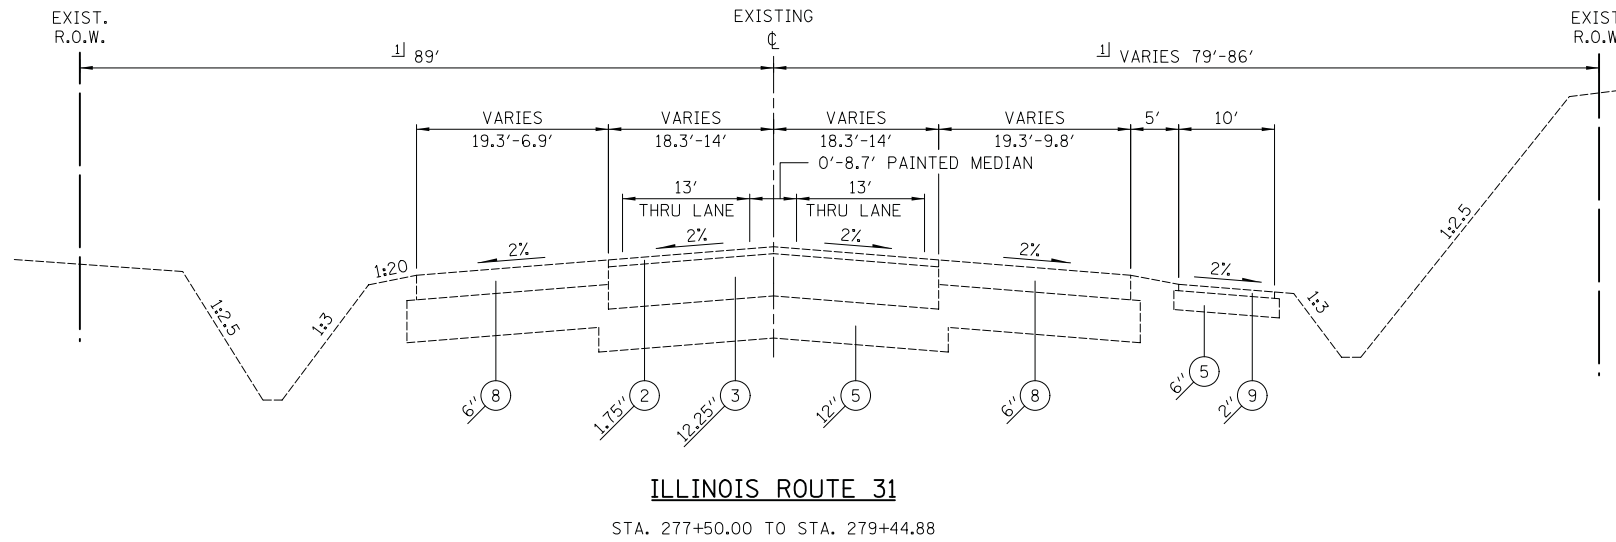 EXIST.
R.O.W.
EXISTING
℄
EXIST
R.O.W
1 89′
1 VARIES 79′-86′
VARIES
19.3′-6.9′
VARIES
18.3′-14′
VARIES
18.3′-14′
VARIES
19.3′-9.8′
5′
10′
0′-8.7′ PAINTED MEDIAN
13′
THRU LANE
13′
THRU LANE
2%
2%
2%
2%
2%
1:20
1:2.5
1:3
1:3
1:2.5
6″ 8
1.75″ 2
12.25″ 3
12″ 5
6″ 8
6″ 5
2″ 9
ILLINOIS ROUTE 31
STA. 277+50.00 TO STA. 279+44.88